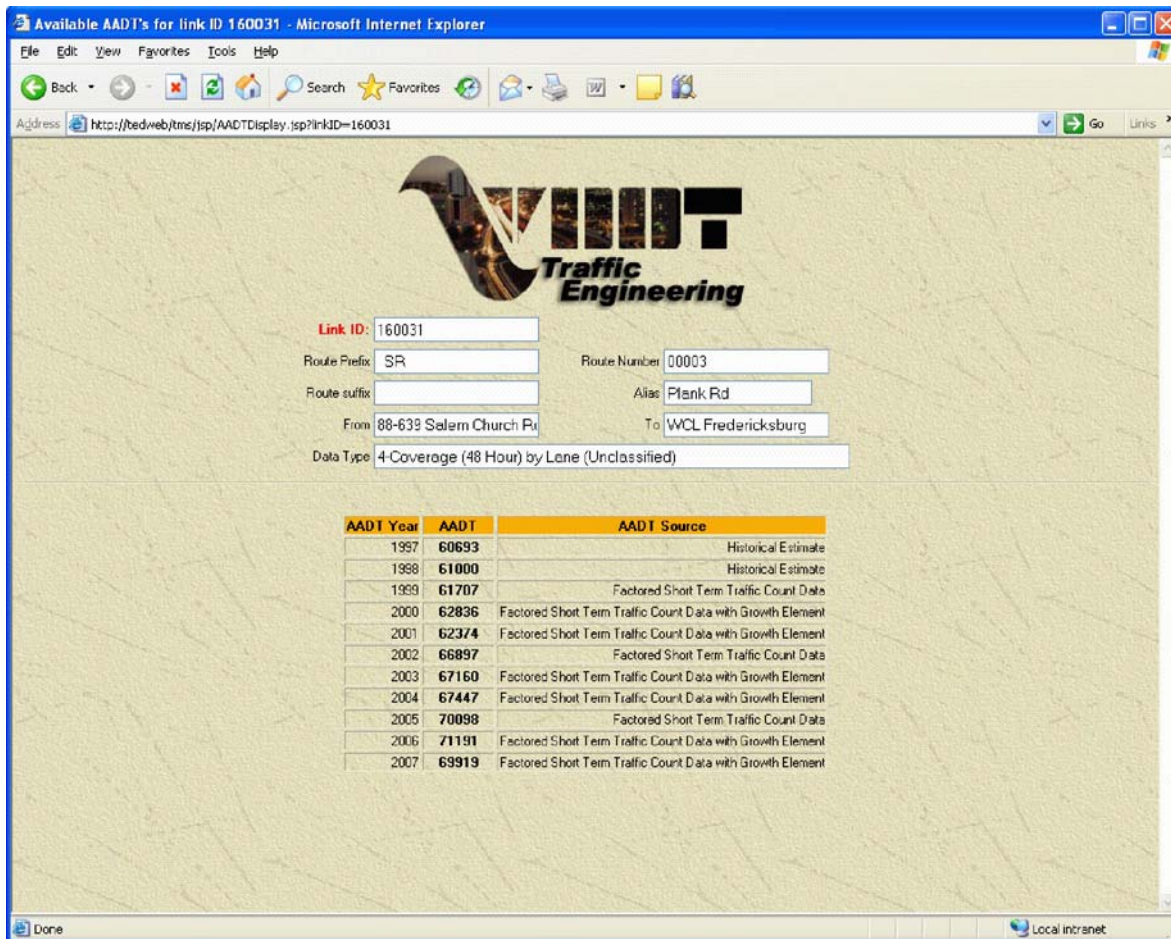 Available AADT's for link ID 160031 - Microsoft Internet Explorer
File Edit View Favorites Tools Help
Back Search Favorites
Address http://tedweb/tms/jsp/AADTDisplay.jsp?linkID=160031 Go Links »
VDOT
Traffic
Engineering
Link ID: 160031
Route Prefix SR Route Number 00003
Route suffix Alias Plank Rd
From 88-639 Salem Church To WCL Fredericksburg
Data Type 4-Coverage (48 Hour) by Lane (Unclassified)
AADT Year AADT AADT Source
1997 60693 Historical Estimate
1998 61000 Historical Estimate
1999 61707 Factored Short Term Traffic Count Data
2000 62836 Factored Short Term Traffic Count Data with Growth Element
2001 62374 Factored Short Term Traffic Count Data with Growth Element
2002 66897 Factored Short Term Traffic Count Data
2003 67160 Factored Short Term Traffic Count Data with Growth Element
2004 67447 Factored Short Term Traffic Count Data with Growth Element
2005 70098 Factored Short Term Traffic Count Data
2006 71191 Factored Short Term Traffic Count Data with Growth Element
2007 69919 Factored Short Term Traffic Count Data with Growth Element
Done Local intranet